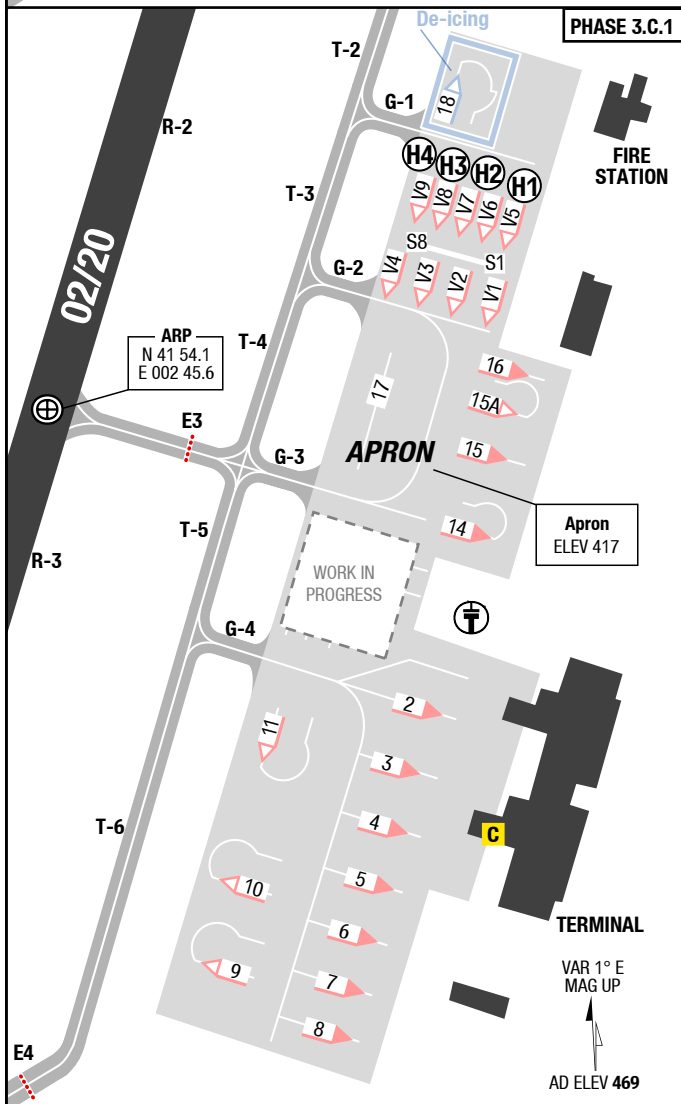 De-icing
PHASE 3.C.1
T-2
G-1
18
R-2
FIRE
STATION
H4
H3
H2
H1
T-3
V9
V8
V7
V6
V5
S8
S1
G-2
V4
V3
V2
V1
02/20
ARP
N 41 54.1
E 002 45.6
T-4
16
17
15A
E3
G-3
APRON
15
T-5
14
Apron
ELEV 417
R-3
WORK IN
PROGRESS
G-4
2
11
3
T-6
4
C
5
10
6
TERMINAL
9
7
VAR 1° E
MAG UP
8
E4
AD ELEV 469